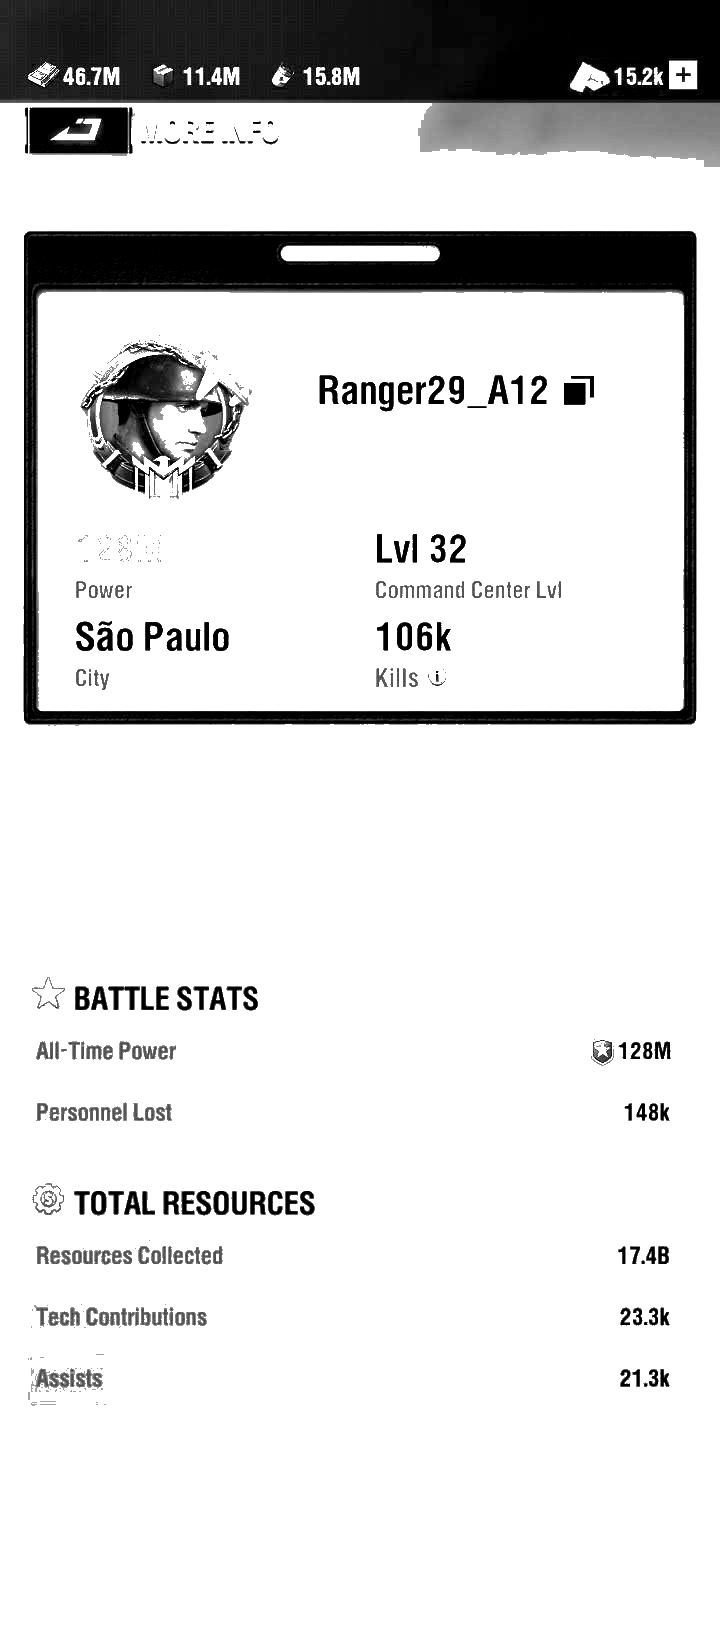 46.7M 11.4M 15.8M 15.2k +
MORE INFO
Ranger29_A12
128M Lvl 32
Power Command Center Lvl
São Paulo 106k
City Kills
BATTLE STATS
All-Time Power 128M
Personnel Lost 148k
TOTAL RESOURCES
Resources Collected 17.4B
Tech Contributions 23.3k
Assists 21.3k